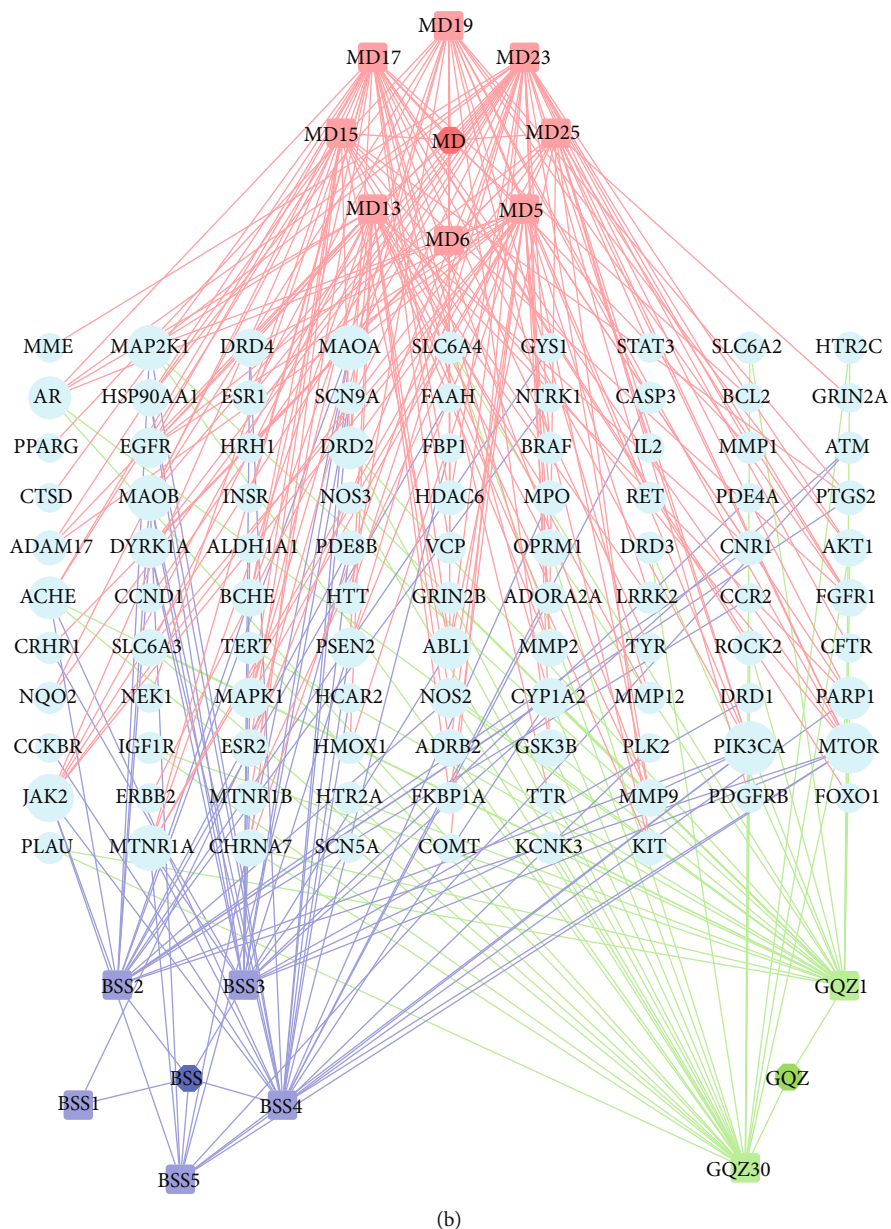 MD19
MD17 MD23
MD15 MD MD25
MD13 MD5
MD6
MME MAP2K1 DRD4 MAOA SLC6A4 GYS1 STAT3 SLC6A2 HTR2C
AR HSP90AA1 ESR1 SCN9A FAAH NTRK1 CASP3 BCL2 GRIN2A
PPARG EGFR HRH1 DRD2 FBP1 BRAF IL2 MMP1 ATM
CTSD MAOB INSR NOS3 HDAC6 MPO RET PDE4A PTGS2
ADAM17 DYRK1A ALDH1A1 PDE8B VCP OPRM1 DRD3 CNR1 AKT1
ACHE CCND1 BCHE HTT GRIN2B ADORA2A LRRK2 CCR2 FGFR1
CRHR1 SLC6A3 TERT PSEN2 ABL1 MMP2 TYR ROCK2 CFTR
NQO2 NEK1 MAPK1 HCAR2 NOS2 CYP1A2 MMP12 DRD1 PARP1
CCKBR IGF1R ESR2 HMOX1 ADRB2 GSK3B PLK2 PIK3CA MTOR
JAK2 ERBB2 MTNR1B HTR2A FKBP1A TTR MMP9 PDGFRB FOXO1
PLAU MTNR1A CHRNA7 SCN5A COMT KCNK3 KIT
BSS2 BSS3 GQZ1
BSS GQZ
BSS1 BSS4
BSS5 GQZ30
(b)